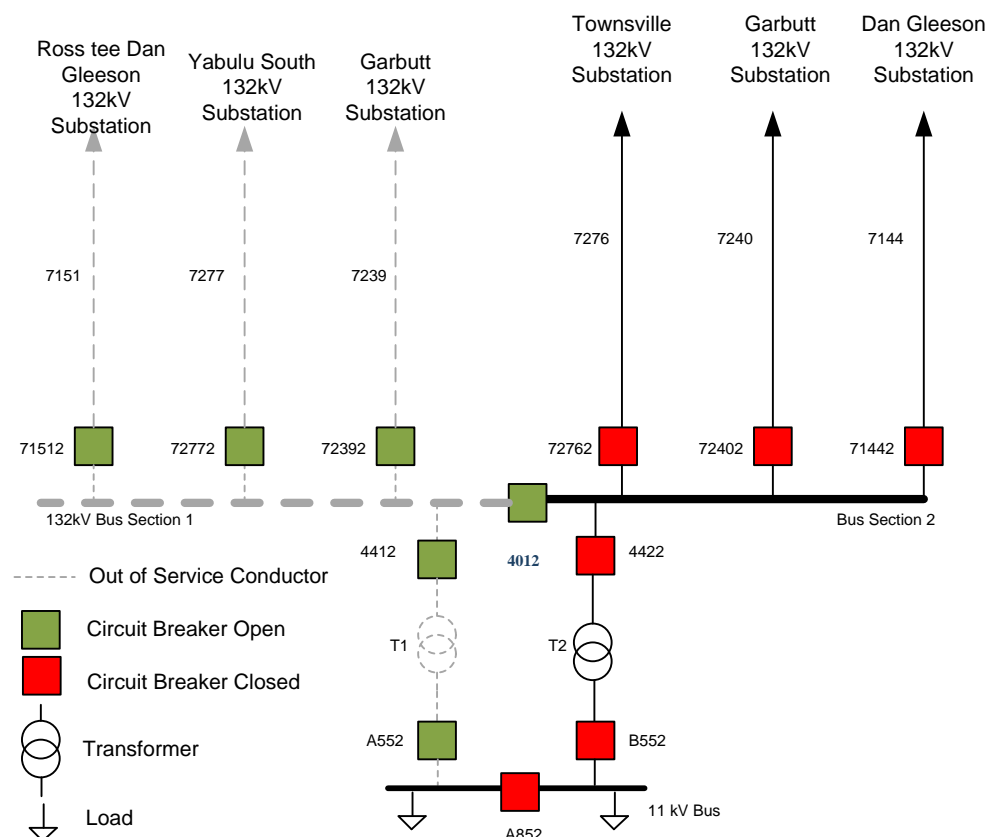 Ross tee Dan
Gleeson
132kV
Substation
Yabulu South
132kV
Substation
Garbutt
132kV
Substation
Townsville
132kV
Substation
Garbutt
132kV
Substation
Dan Gleeson
132kV
Substation
7151
7277
7239
7276
7240
7144
71512
72772
72392
72762
72402
71442
132kV Bus Section 1
Bus Section 2
4412
4012
4422
Out of Service Conductor
Circuit Breaker Open
T1
T2
Circuit Breaker Closed
A552
B552
Transformer
11 kV Bus
Load
A852